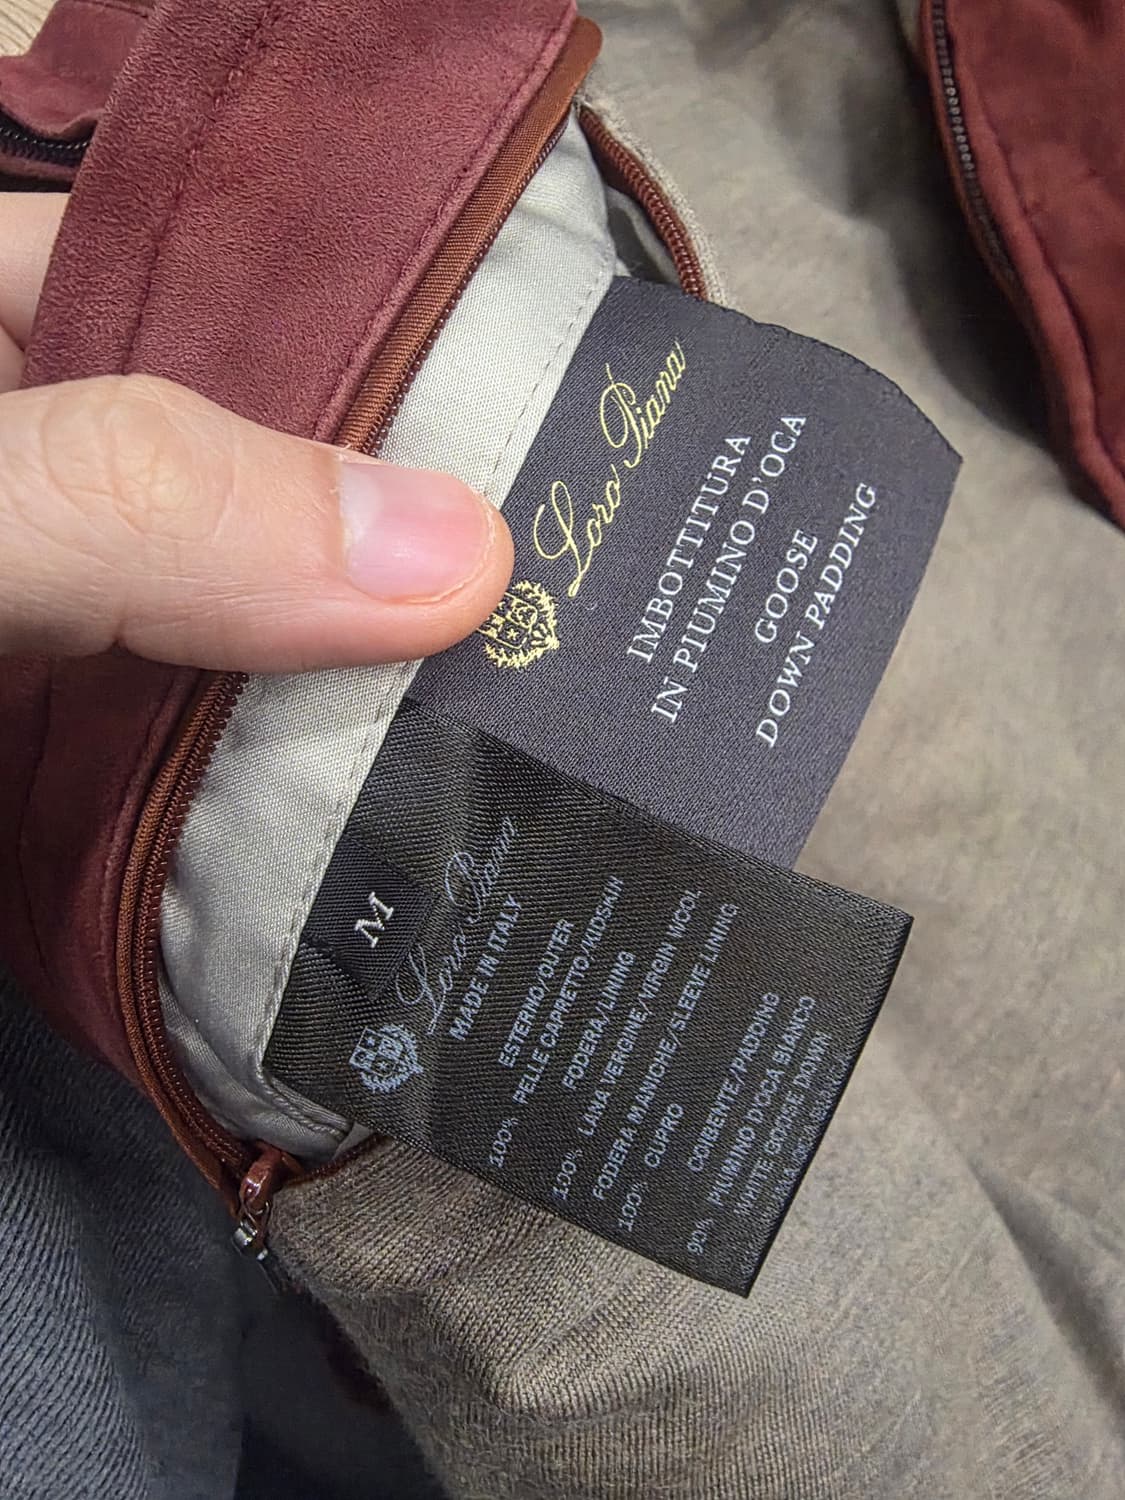 Loro Piana
IMBOTTITURA
IN PIUMINO D'OCA
GOOSE
DOWN PADDING
M
Loro Piana
MADE IN ITALY
ESTERNO/OUTER
100% PELLE CAPRETTO/KIDSKIN
FODERA/LINING
100% LANA VERGINE/VIRGIN WOOL
FODERA MANICHE/SLEEVE LINING
100% CUPRO
CORIBENTE/PADDING
90% PIUMINO D'OCA BIANCO
WHITE GOOSE DOWN